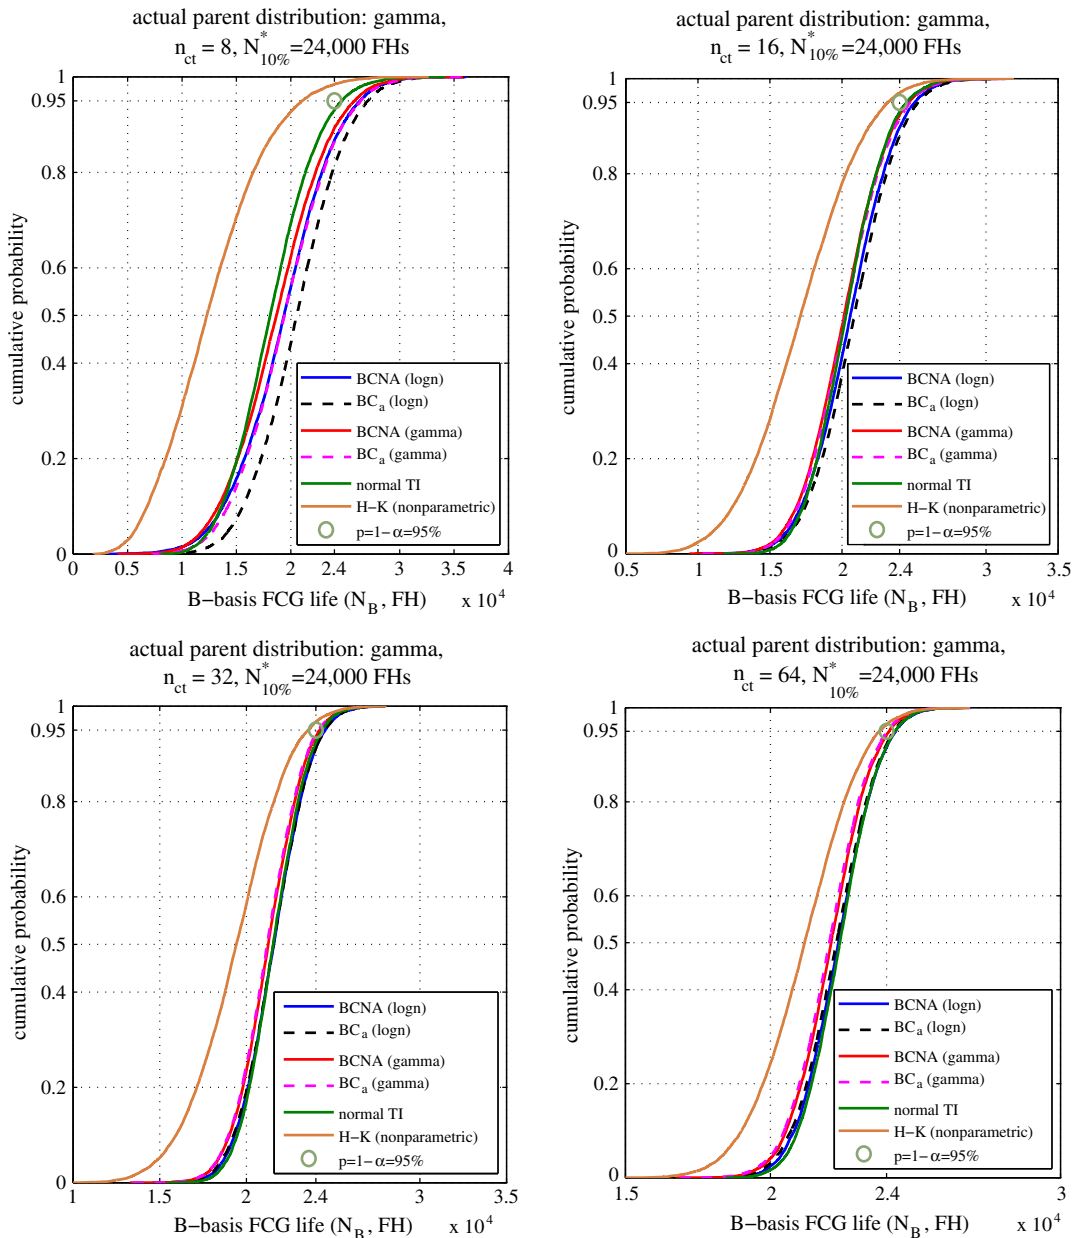 actual parent distribution: gamma,
n_ct = 8, N*_10%=24,000 FHs
1
0.95
0.8
0.6
0.5
0.4
0.2
0
cumulative probability
BCNA (logn)
BC_a (logn)
BCNA (gamma)
BC_a (gamma)
normal TI
H-K (nonparametric)
p=1-α=95%
0 0.5 1 1.5 2 2.4 3 3.5 4
B-basis FCG life (N_B, FH) x 10^4
actual parent distribution: gamma,
n_ct = 16, N*_10%=24,000 FHs
1
0.95
0.8
0.6
0.5
0.4
0.2
0
cumulative probability
BCNA (logn)
BC_a (logn)
BCNA (gamma)
BC_a (gamma)
normal TI
H-K (nonparametric)
p=1-α=95%
0.5 1 1.5 2 2.4 3 3.5
B-basis FCG life (N_B, FH) x 10^4
actual parent distribution: gamma,
n_ct = 32, N*_10%=24,000 FHs
1
0.95
0.8
0.6
0.5
0.4
0.2
0
cumulative probability
BCNA (logn)
BC_a (logn)
BCNA (gamma)
BC_a (gamma)
normal TI
H-K (nonparametric)
p=1-α=95%
1 1.5 2 2.4 3 3.5
B-basis FCG life (N_B, FH) x 10^4
actual parent distribution: gamma,
n_ct = 64, N*_10%=24,000 FHs
1
0.95
0.8
0.6
0.5
0.4
0.2
0
cumulative probability
BCNA (logn)
BC_a (logn)
BCNA (gamma)
BC_a (gamma)
normal TI
H-K (nonparametric)
p=1-α=95%
1.5 2 2.4 3
B-basis FCG life (N_B, FH) x 10^4